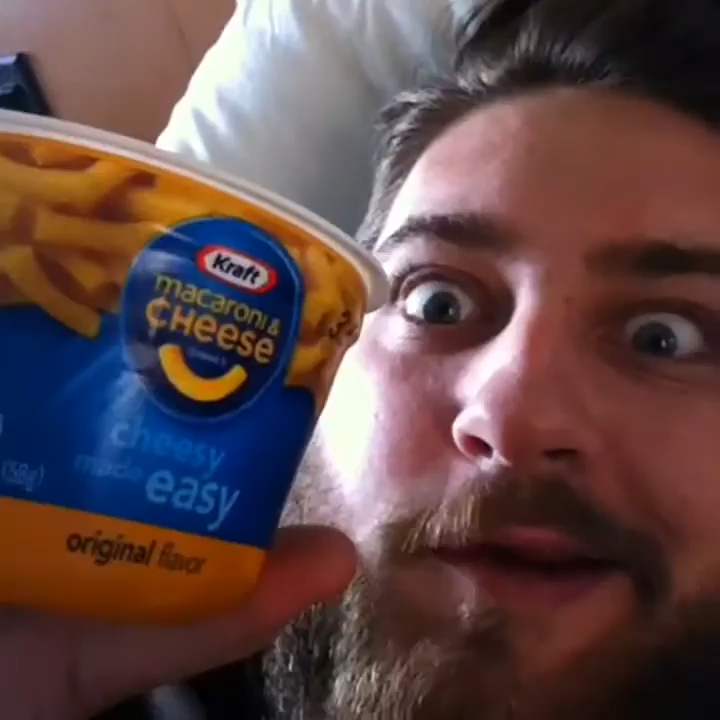 Kraft
macaroni &
CHeese
cheesy
made
easy
(58g)
original flavor